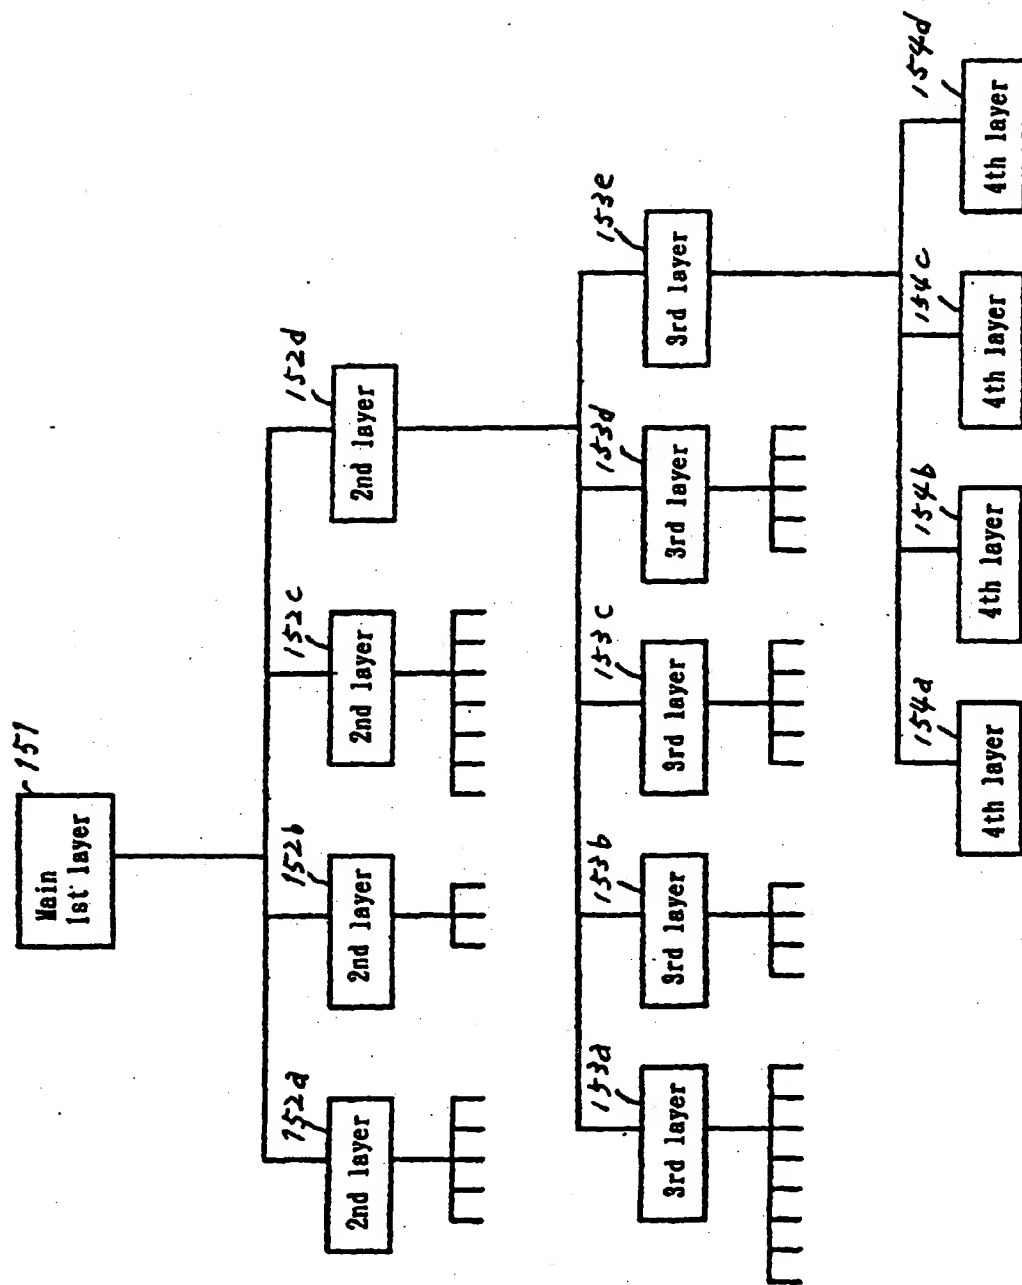 Main
1st layer
151
152a
2nd layer
152b
2nd layer
152c
2nd layer
152d
2nd layer
153a
3rd layer
153b
3rd layer
153c
3rd layer
153d
3rd layer
153e
3rd layer
154a
4th layer
154b
4th layer
154c
4th layer
154d
4th layer